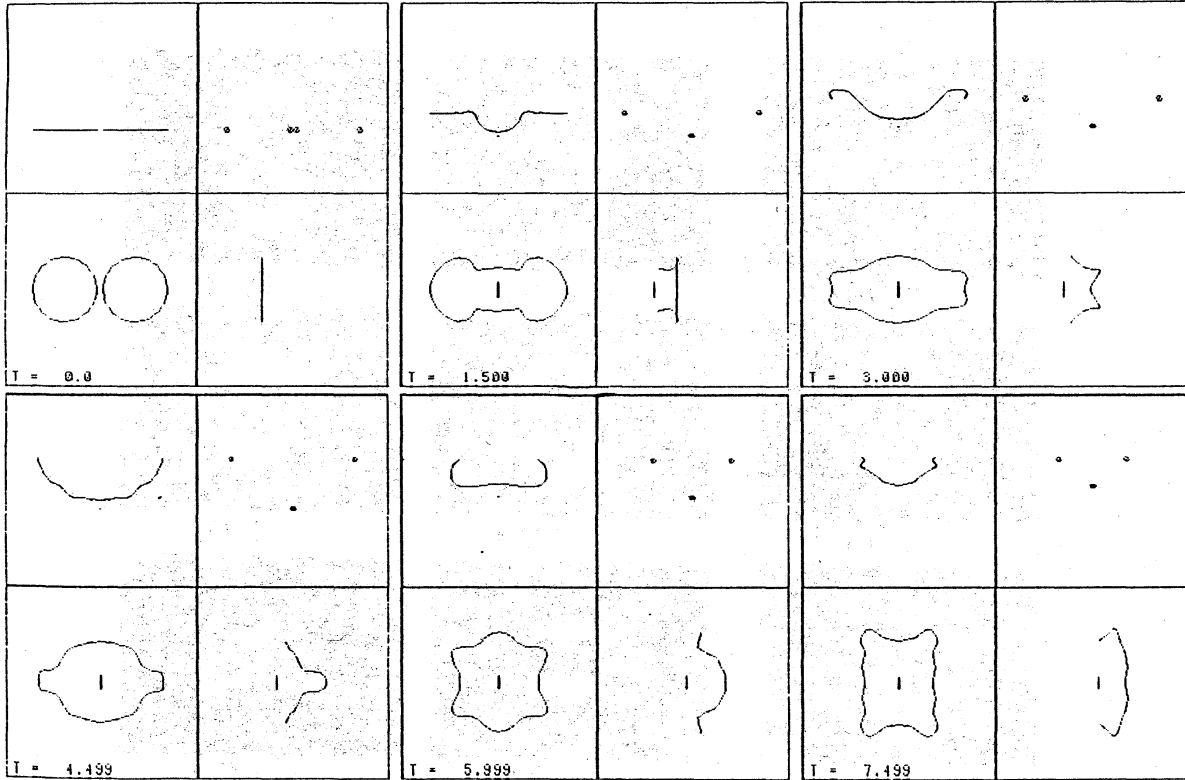 T = 0.0
T = 1.500
T = 3.000
T = 4.499
T = 5.999
T = 7.499